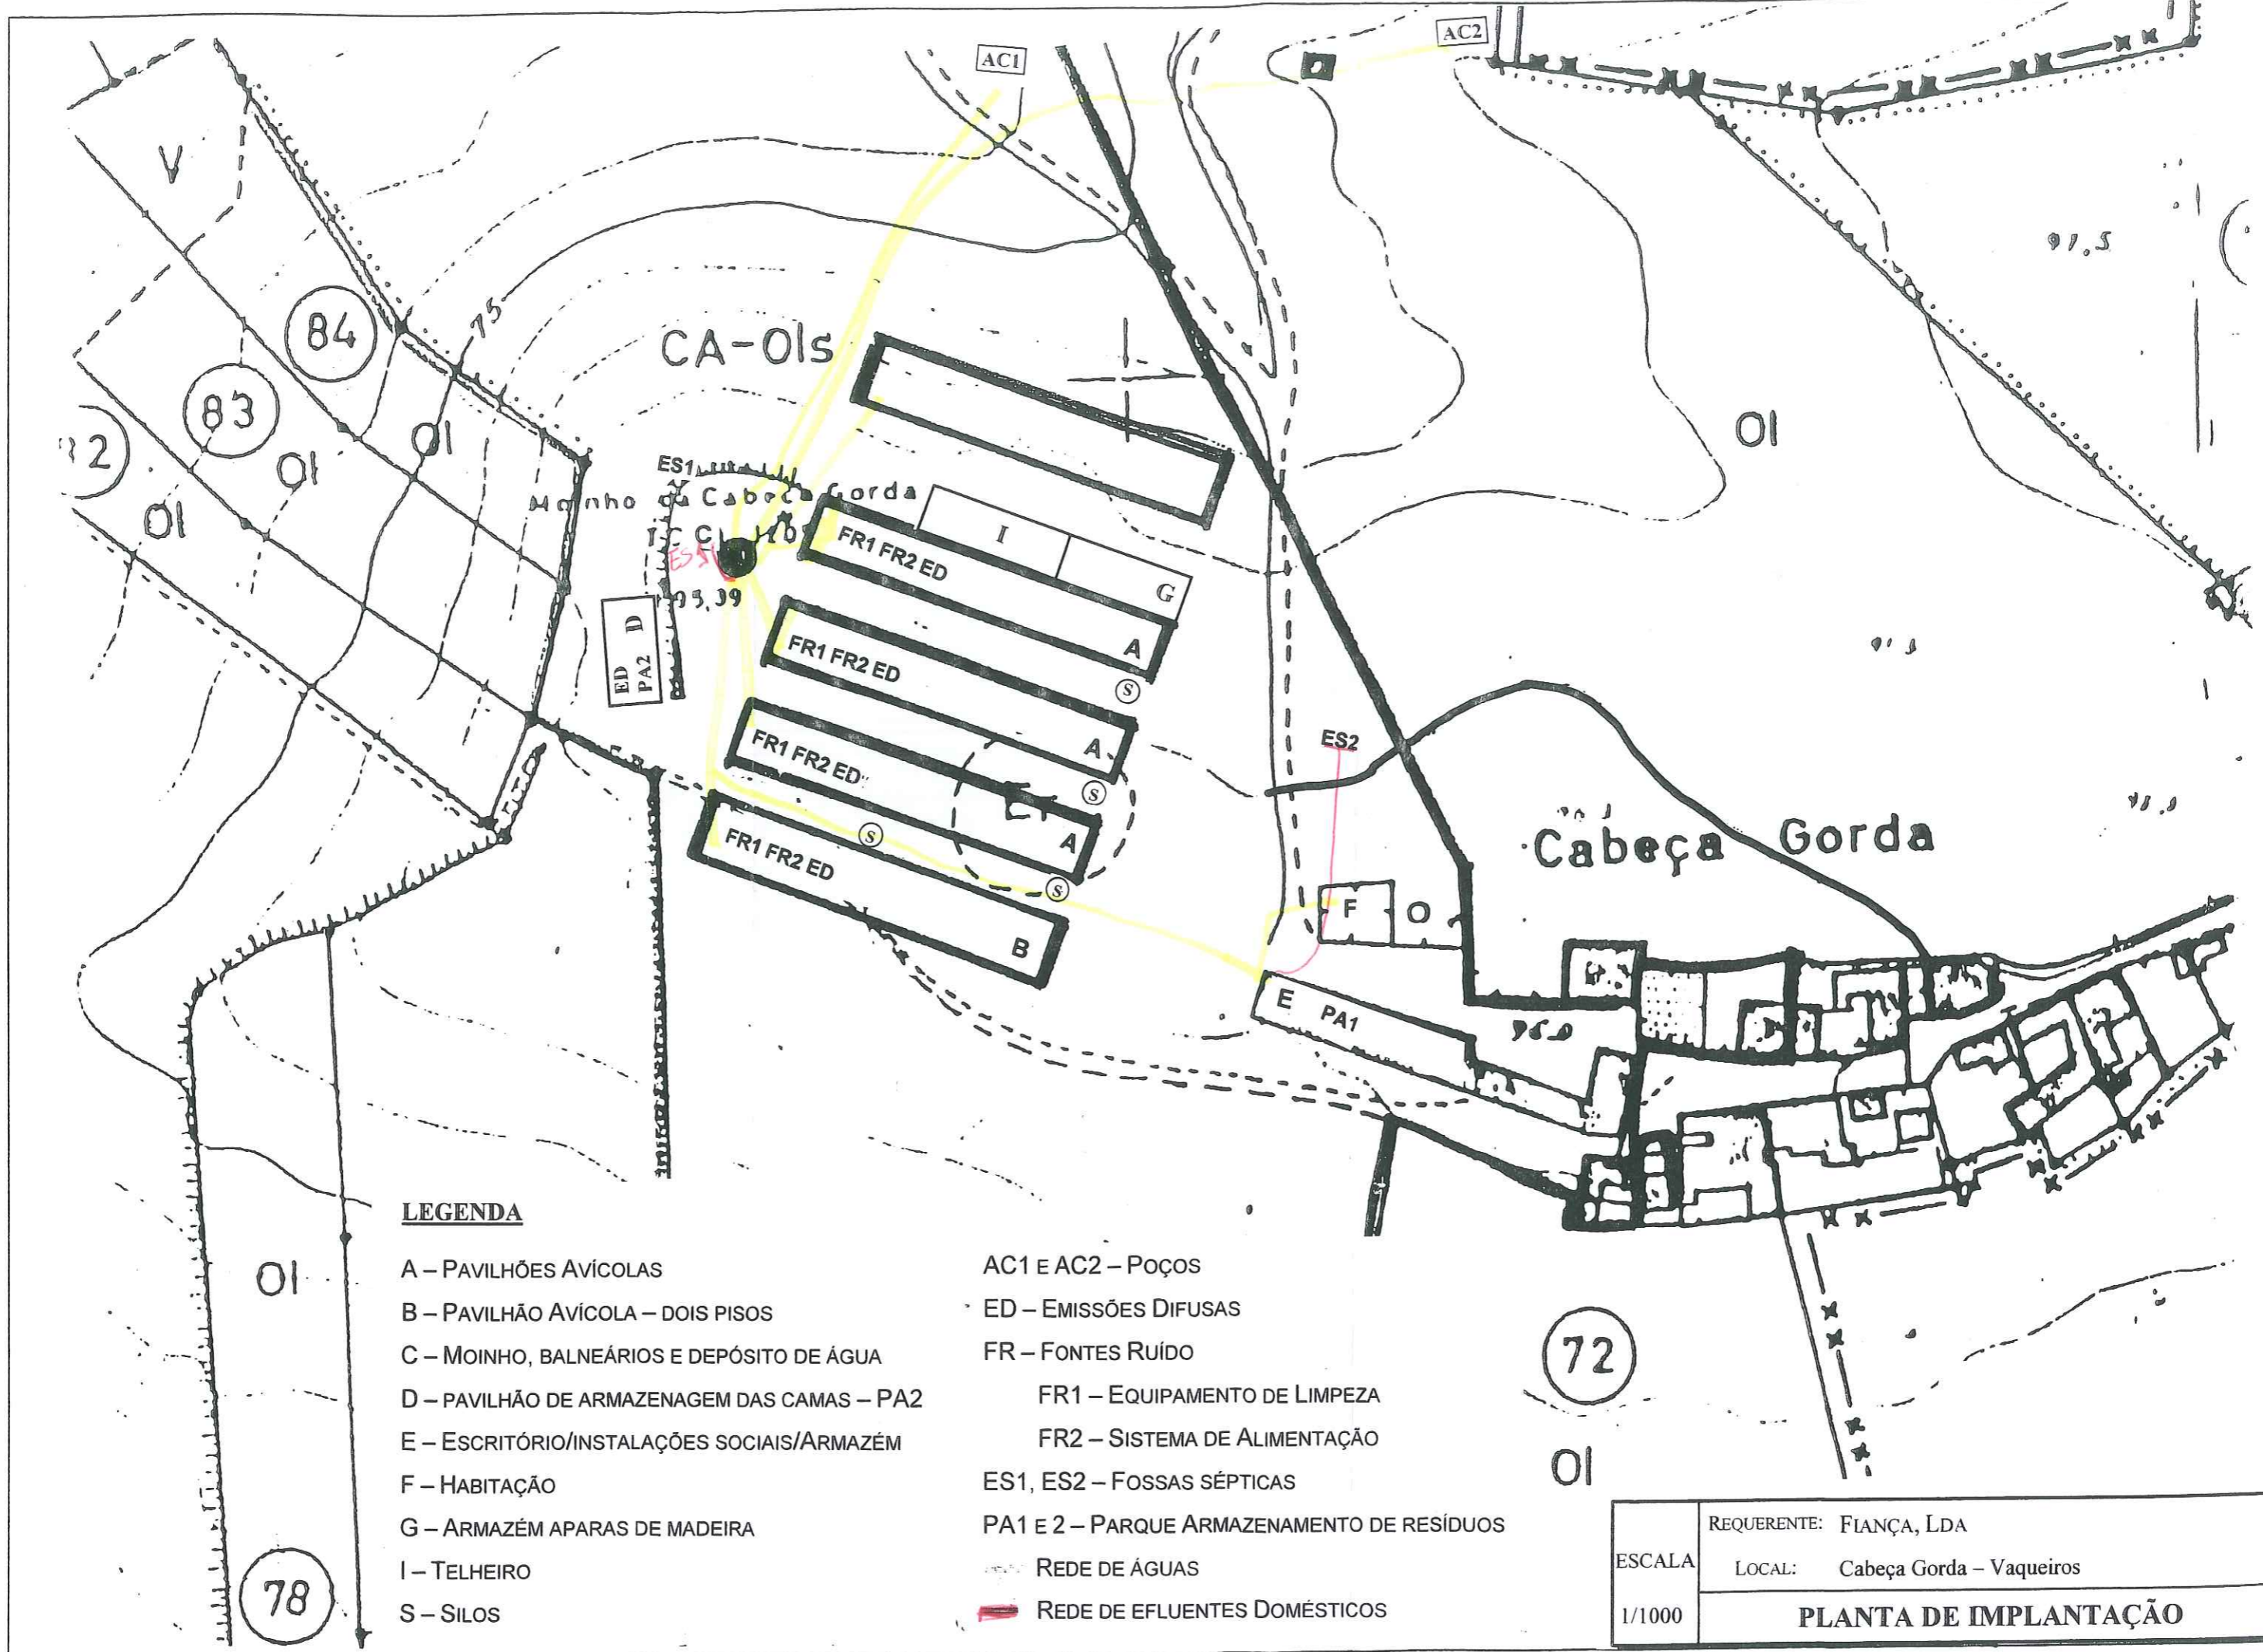 AC1
AC2
V
84
83
75
CA-Ols
Ol
Ol
Ol
Ol
97.5
ES1
Moinho da Cabeça Gorda
ES1
I
G
FR1 FR2 ED
A
S
ED
PA2 D
FR1 FR2 ED
A
S
FR1 FR2 ED
A
S
S
FR1 FR2 ED
B
ES2
Cabeça Gorda
F
O
E PA1
LEGENDA
A – PAVILHÕES AVÍCOLAS
B – PAVILHÃO AVÍCOLA – DOIS PISOS
C – MOINHO, BALNEÁRIOS E DEPÓSITO DE ÁGUA
D – PAVILHÃO DE ARMAZENAGEM DAS CAMAS – PA2
E – ESCRITÓRIO/INSTALAÇÕES SOCIAIS/ARMAZÉM
F – HABITAÇÃO
G – ARMAZÉM APARAS DE MADEIRA
I – TELHEIRO
S – SILOS
AC1 E AC2 – POÇOS
ED – EMISSÕES DIFUSAS
FR – FONTES RUÍDO
FR1 – EQUIPAMENTO DE LIMPEZA
FR2 – SISTEMA DE ALIMENTAÇÃO
ES1, ES2 – FOSSAS SÉPTICAS
PA1 E 2 – PARQUE ARMAZENAMENTO DE RESÍDUOS
REDE DE ÁGUAS
REDE DE EFLUENTES DOMÉSTICOS
Ol
78
72
Ol
ESCALA
1/1000
REQUERENTE: FIANÇA, LDA
LOCAL: Cabeça Gorda – Vaqueiros
PLANTA DE IMPLANTAÇÃO